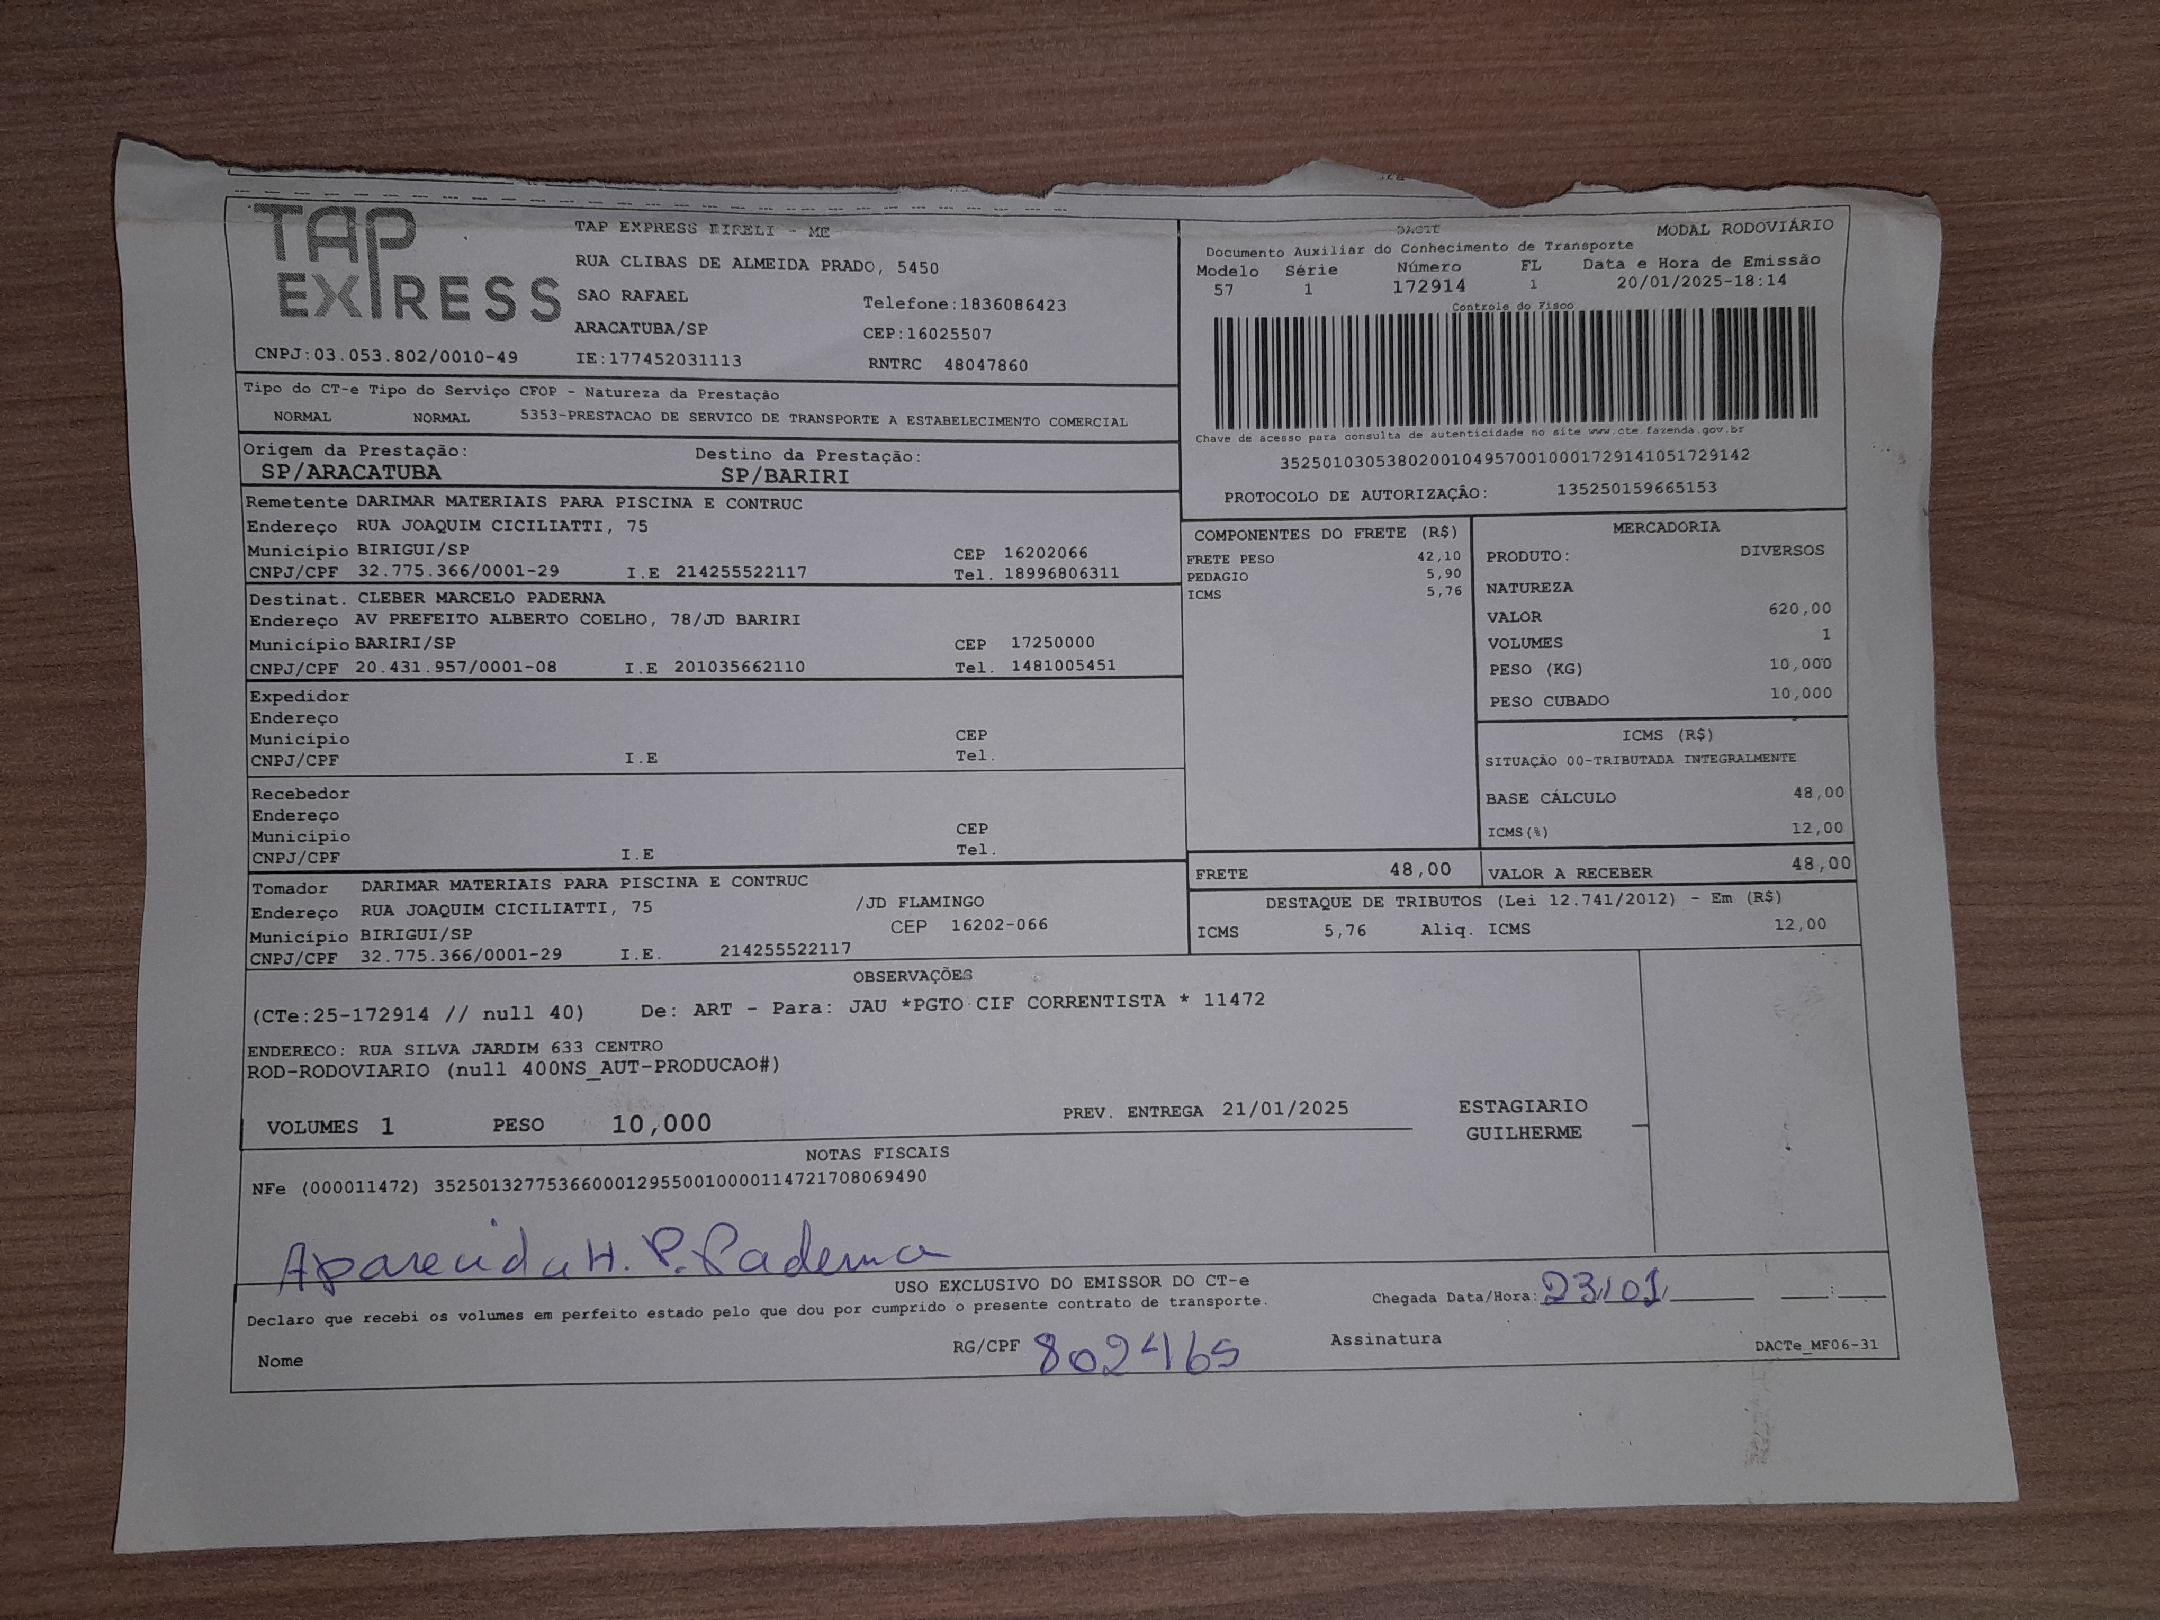 TAP EXPRESS
TAP EXPRESS EIRELI - ME
RUA CLIBAS DE ALMEIDA PRADO, 5450
SAO RAFAEL Telefone:1836086423
ARACATUBA/SP CEP:16025507
CNPJ:03.053.802/0010-49 IE:177452031113 RNTRC 48047860
DACTE MODAL RODOVIÁRIO
Documento Auxiliar do Conhecimento de Transporte
Modelo Série Número FL Data e Hora de Emissão
57 1 172914 1 20/01/2025-18:14
Controle do Fisco
Chave de acesso para consulta de autenticidade no site www.cte.fazenda.gov.br
35250103053802001049570010001729141051729142
PROTOCOLO DE AUTORIZAÇÃO: 135250159665153
Tipo do CT-e Tipo do Serviço CFOP - Natureza da Prestação
NORMAL NORMAL 5353-PRESTACAO DE SERVICO DE TRANSPORTE A ESTABELECIMENTO COMERCIAL
Origem da Prestação: Destino da Prestação:
SP/ARACATUBA SP/BARIRI
Remetente DARIMAR MATERIAIS PARA PISCINA E CONTRUC
Endereço RUA JOAQUIM CICILIATTI, 75
Município BIRIGUI/SP CEP 16202066
CNPJ/CPF 32.775.366/0001-29 I.E 214255522117 Tel. 18996806311
Destinat. CLEBER MARCELO PADERNA
Endereço AV PREFEITO ALBERTO COELHO, 78/JD BARIRI
Município BARIRI/SP CEP 17250000
CNPJ/CPF 20.431.957/0001-08 I.E 201035662110 Tel. 1481005451
Expedidor
Endereço
Município CEP
CNPJ/CPF I.E Tel.
Recebedor
Endereço
Município CEP
CNPJ/CPF I.E Tel.
Tomador DARIMAR MATERIAIS PARA PISCINA E CONTRUC
Endereço RUA JOAQUIM CICILIATTI, 75 /JD FLAMINGO
Município BIRIGUI/SP CEP 16202-066
CNPJ/CPF 32.775.366/0001-29 I.E. 214255522117
COMPONENTES DO FRETE (R$)
FRETE PESO 42,10
PEDAGIO 5,90
ICMS 5,76
MERCADORIA
PRODUTO: DIVERSOS
NATUREZA
VALOR 620,00
VOLUMES 1
PESO (KG) 10,000
PESO CUBADO 10,000
ICMS (R$)
SITUAÇÃO 00-TRIBUTADA INTEGRALMENTE
BASE CÁLCULO 48,00
ICMS(%) 12,00
FRETE 48,00 VALOR A RECEBER 48,00
DESTAQUE DE TRIBUTOS (Lei 12.741/2012) - Em (R$)
ICMS 5,76 Aliq. ICMS 12,00
OBSERVAÇÕES
(CTe:25-172914 // null 40) De: ART - Para: JAU *PGTO CIF CORRENTISTA * 11472
ENDERECO: RUA SILVA JARDIM 633 CENTRO
ROD-RODOVIARIO (null 400NS_AUT-PRODUCAO#)
VOLUMES 1 PESO 10,000 PREV. ENTREGA 21/01/2025 ESTAGIARIO
GUILHERME
NOTAS FISCAIS
NFe (000011472) 35250132775366000129550010000114721708069490
Aparecida H. P. Paderna
USO EXCLUSIVO DO EMISSOR DO CT-e
Declaro que recebi os volumes em perfeito estado pelo que dou por cumprido o presente contrato de transporte. Chegada Data/Hora: 23/01
Nome RG/CPF 802465 Assinatura DACTe_MF06-31